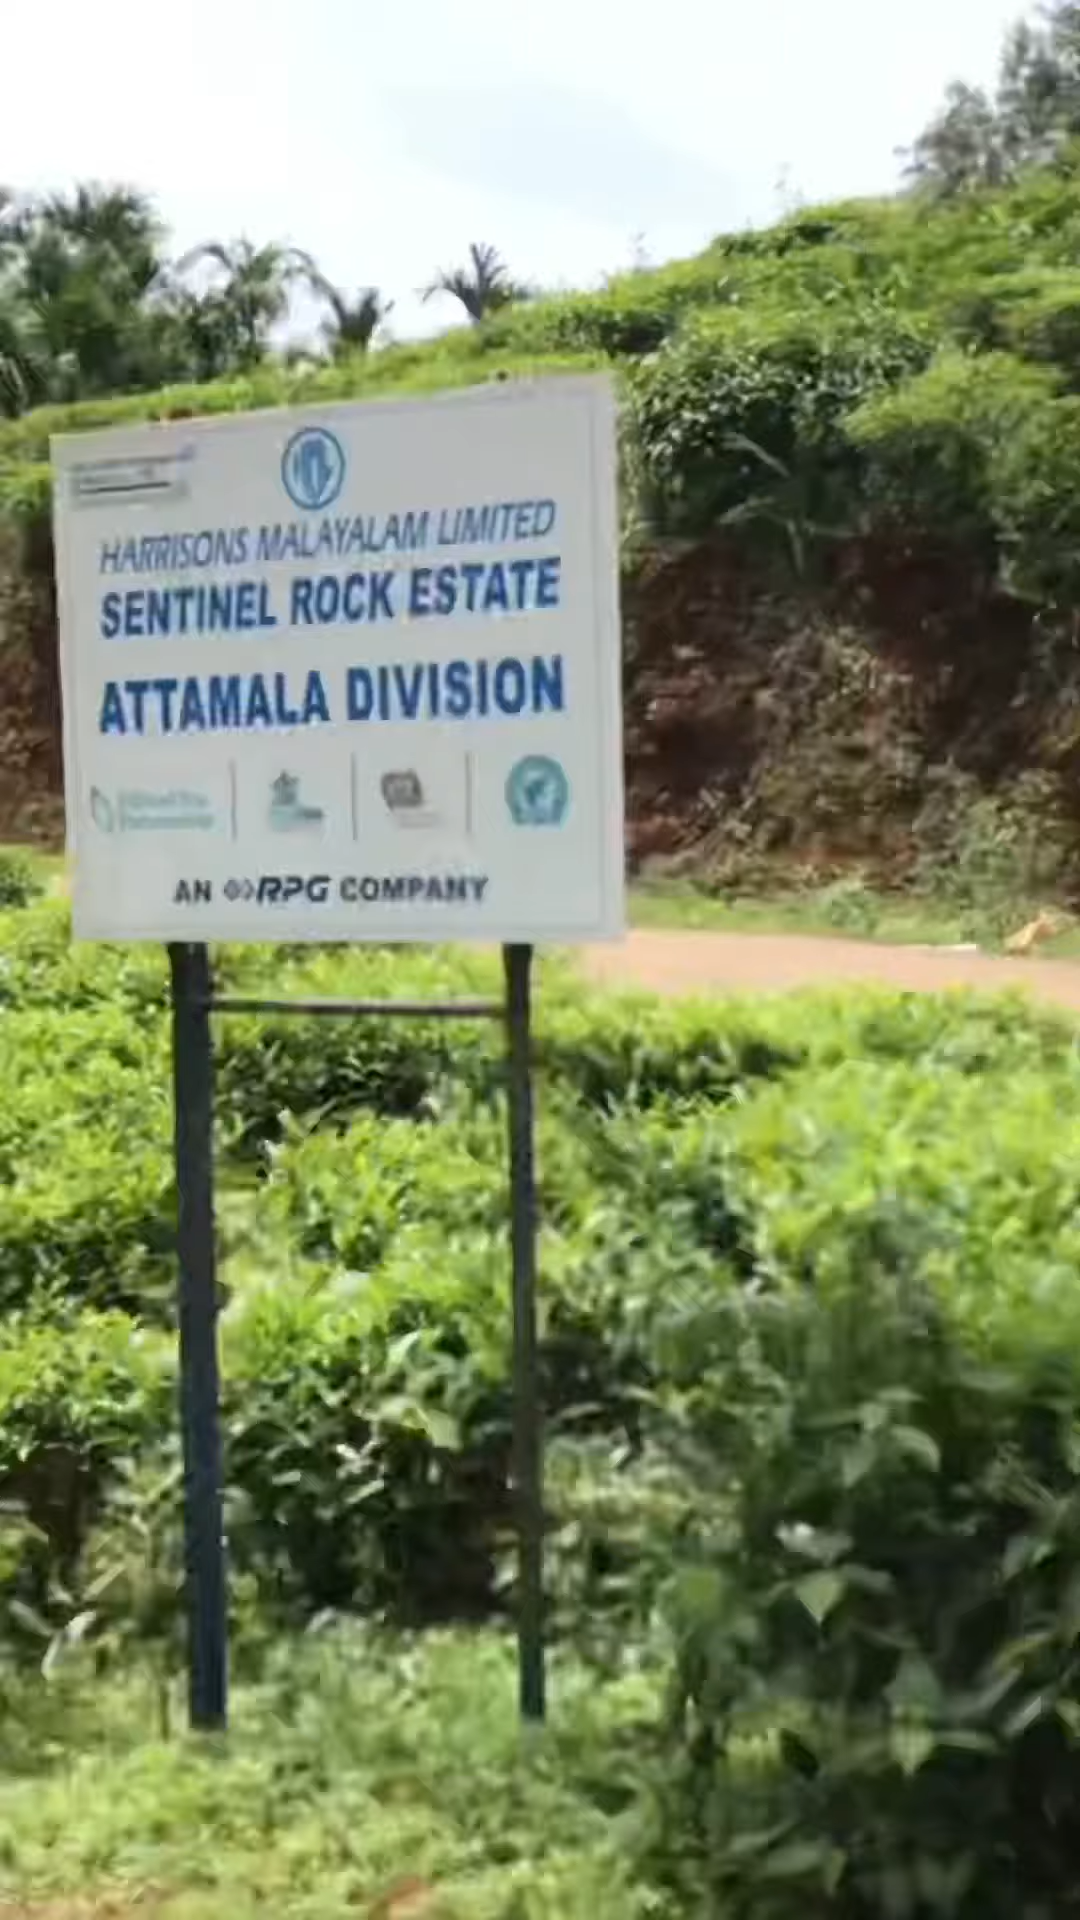 HARRISONS MALAYALAM LIMITED
SENTINEL ROCK ESTATE
ATTAMALA DIVISION
AN RPG COMPANY